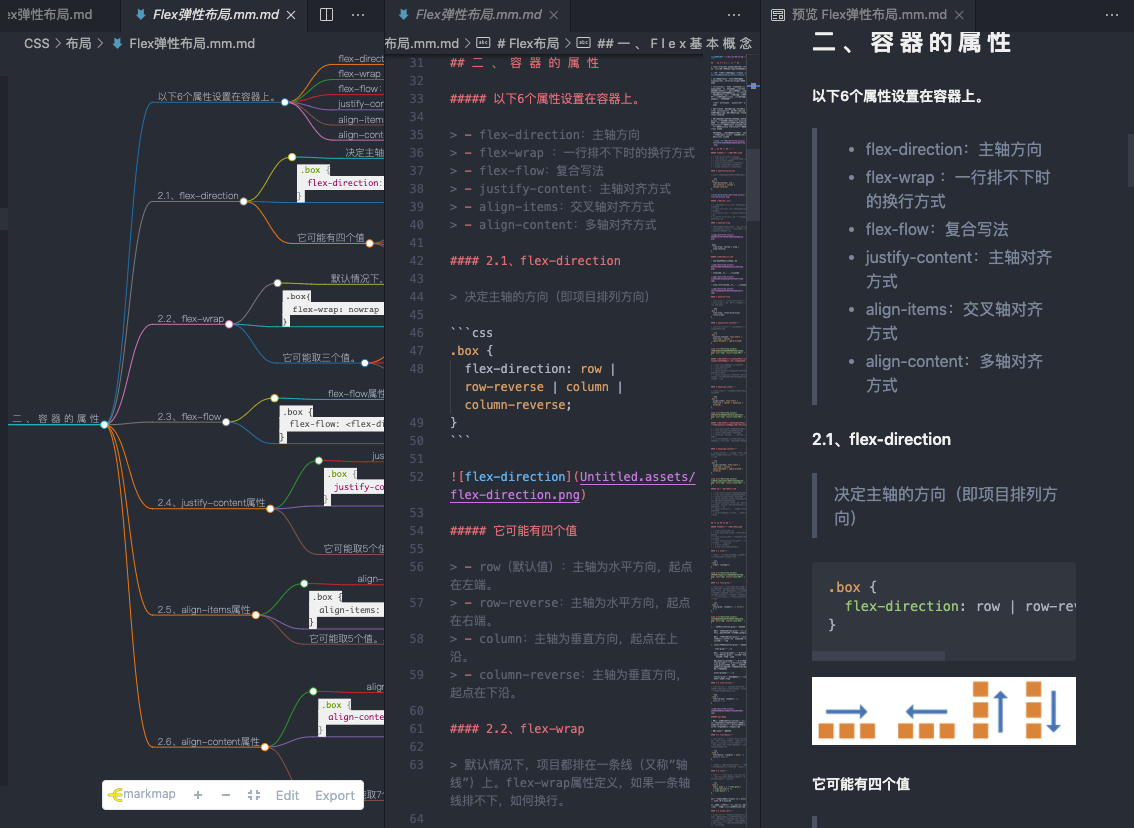 ex弹性布局.md
Flex弹性布局.mm.md
CSS > 布局 > Flex弹性布局.mm.md
flex-direct
flex-wrap
以下6个属性设置在容器上。
flex-flow:
justify-con
align-item
align-cont
决定主轴
.box {
flex-direction:
}
2.1、flex-direction
它可能有四个值
默认情况下,
.box{
flex-wrap: nowrap
}
2.2、flex-wrap
它可能取三个值。
flex-flow属性
.box {
flex-flow: <flex-di
}
2.3、flex-flow
二 、 容 器 的 属 性
jus
.box {
justify-co
}
2.4、justify-content属性
它可能取5个值
align-
.box {
align-items:
}
2.5、align-items属性
它可能取5个值。
align
.box {
align-conte
}
2.6、align-content属性
取7个
markmap + − Edit Export
Flex弹性布局.mm.md
布局.mm.md > # Flex布局 > ## 一 、 F l e x 基 本 概 念
31 ## 二 、 容 器 的 属 性
32
33 ##### 以下6个属性设置在容器上。
34
35 > - flex-direction：主轴方向
36 > - flex-wrap ：一行排不下时的换行方式
37 > - flex-flow：复合写法
38 > - justify-content：主轴对齐方式
39 > - align-items：交叉轴对齐方式
40 > - align-content：多轴对齐方式
41
42 #### 2.1、flex-direction
43
44 > 决定主轴的方向（即项目排列方向）
45
46 ```css
47 .box {
48 flex-direction: row |
row-reverse | column |
column-reverse;
49 }
50 ```
51
52 ![flex-direction](Untitled.assets/
flex-direction.png)
53
54 ##### 它可能有四个值
55
56 > - row（默认值）：主轴为水平方向，起点
在左端。
57 > - row-reverse：主轴为水平方向，起点
在右端。
58 > - column：主轴为垂直方向，起点在上
沿。
59 > - column-reverse：主轴为垂直方向，
起点在下沿。
60
61 #### 2.2、flex-wrap
62
63 > 默认情况下，项目都排在一条线（又称”轴
线”）上。flex-wrap属性定义，如果一条轴
线排不下，如何换行。
64
预览 Flex弹性布局.mm.md
二 、 容 器 的 属 性
以下6个属性设置在容器上。
• flex-direction：主轴方向
• flex-wrap ：一行排不下时
的换行方式
• flex-flow：复合写法
• justify-content：主轴对齐
方式
• align-items：交叉轴对齐
方式
• align-content：多轴对齐
方式
2.1、flex-direction
决定主轴的方向（即项目排列方
向）
.box {
flex-direction: row | row-rev
}
它可能有四个值